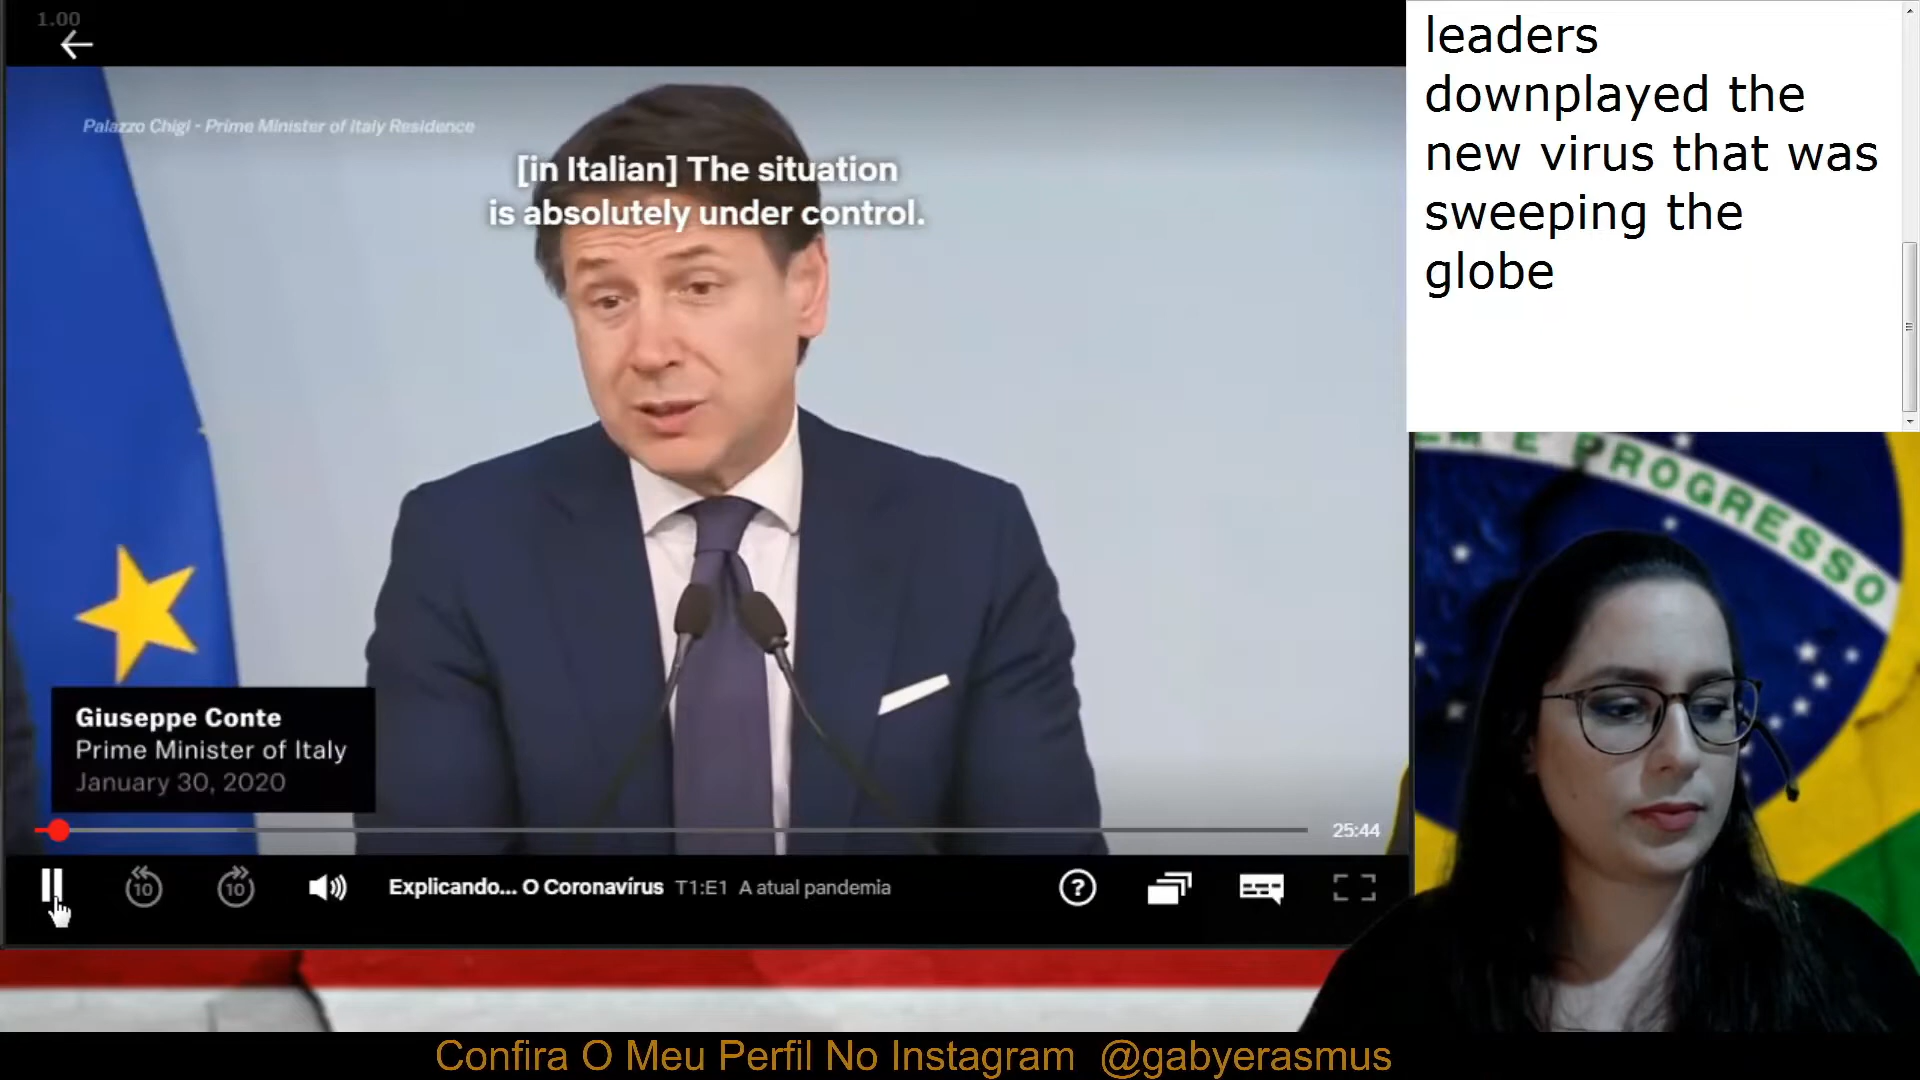 1.00
Palazzo Chigi - Prime Minister of Italy Residence
[in Italian] The situation
is absolutely under control.
Giuseppe Conte
Prime Minister of Italy
January 30, 2020
25:44
10
10
Explicando... O Coronavírus T1:E1 A atual pandemia
?
leaders
downplayed the
new virus that was
sweeping the
globe
EM E PROGRESSO
Confira O Meu Perfil No Instagram @gabyerasmus